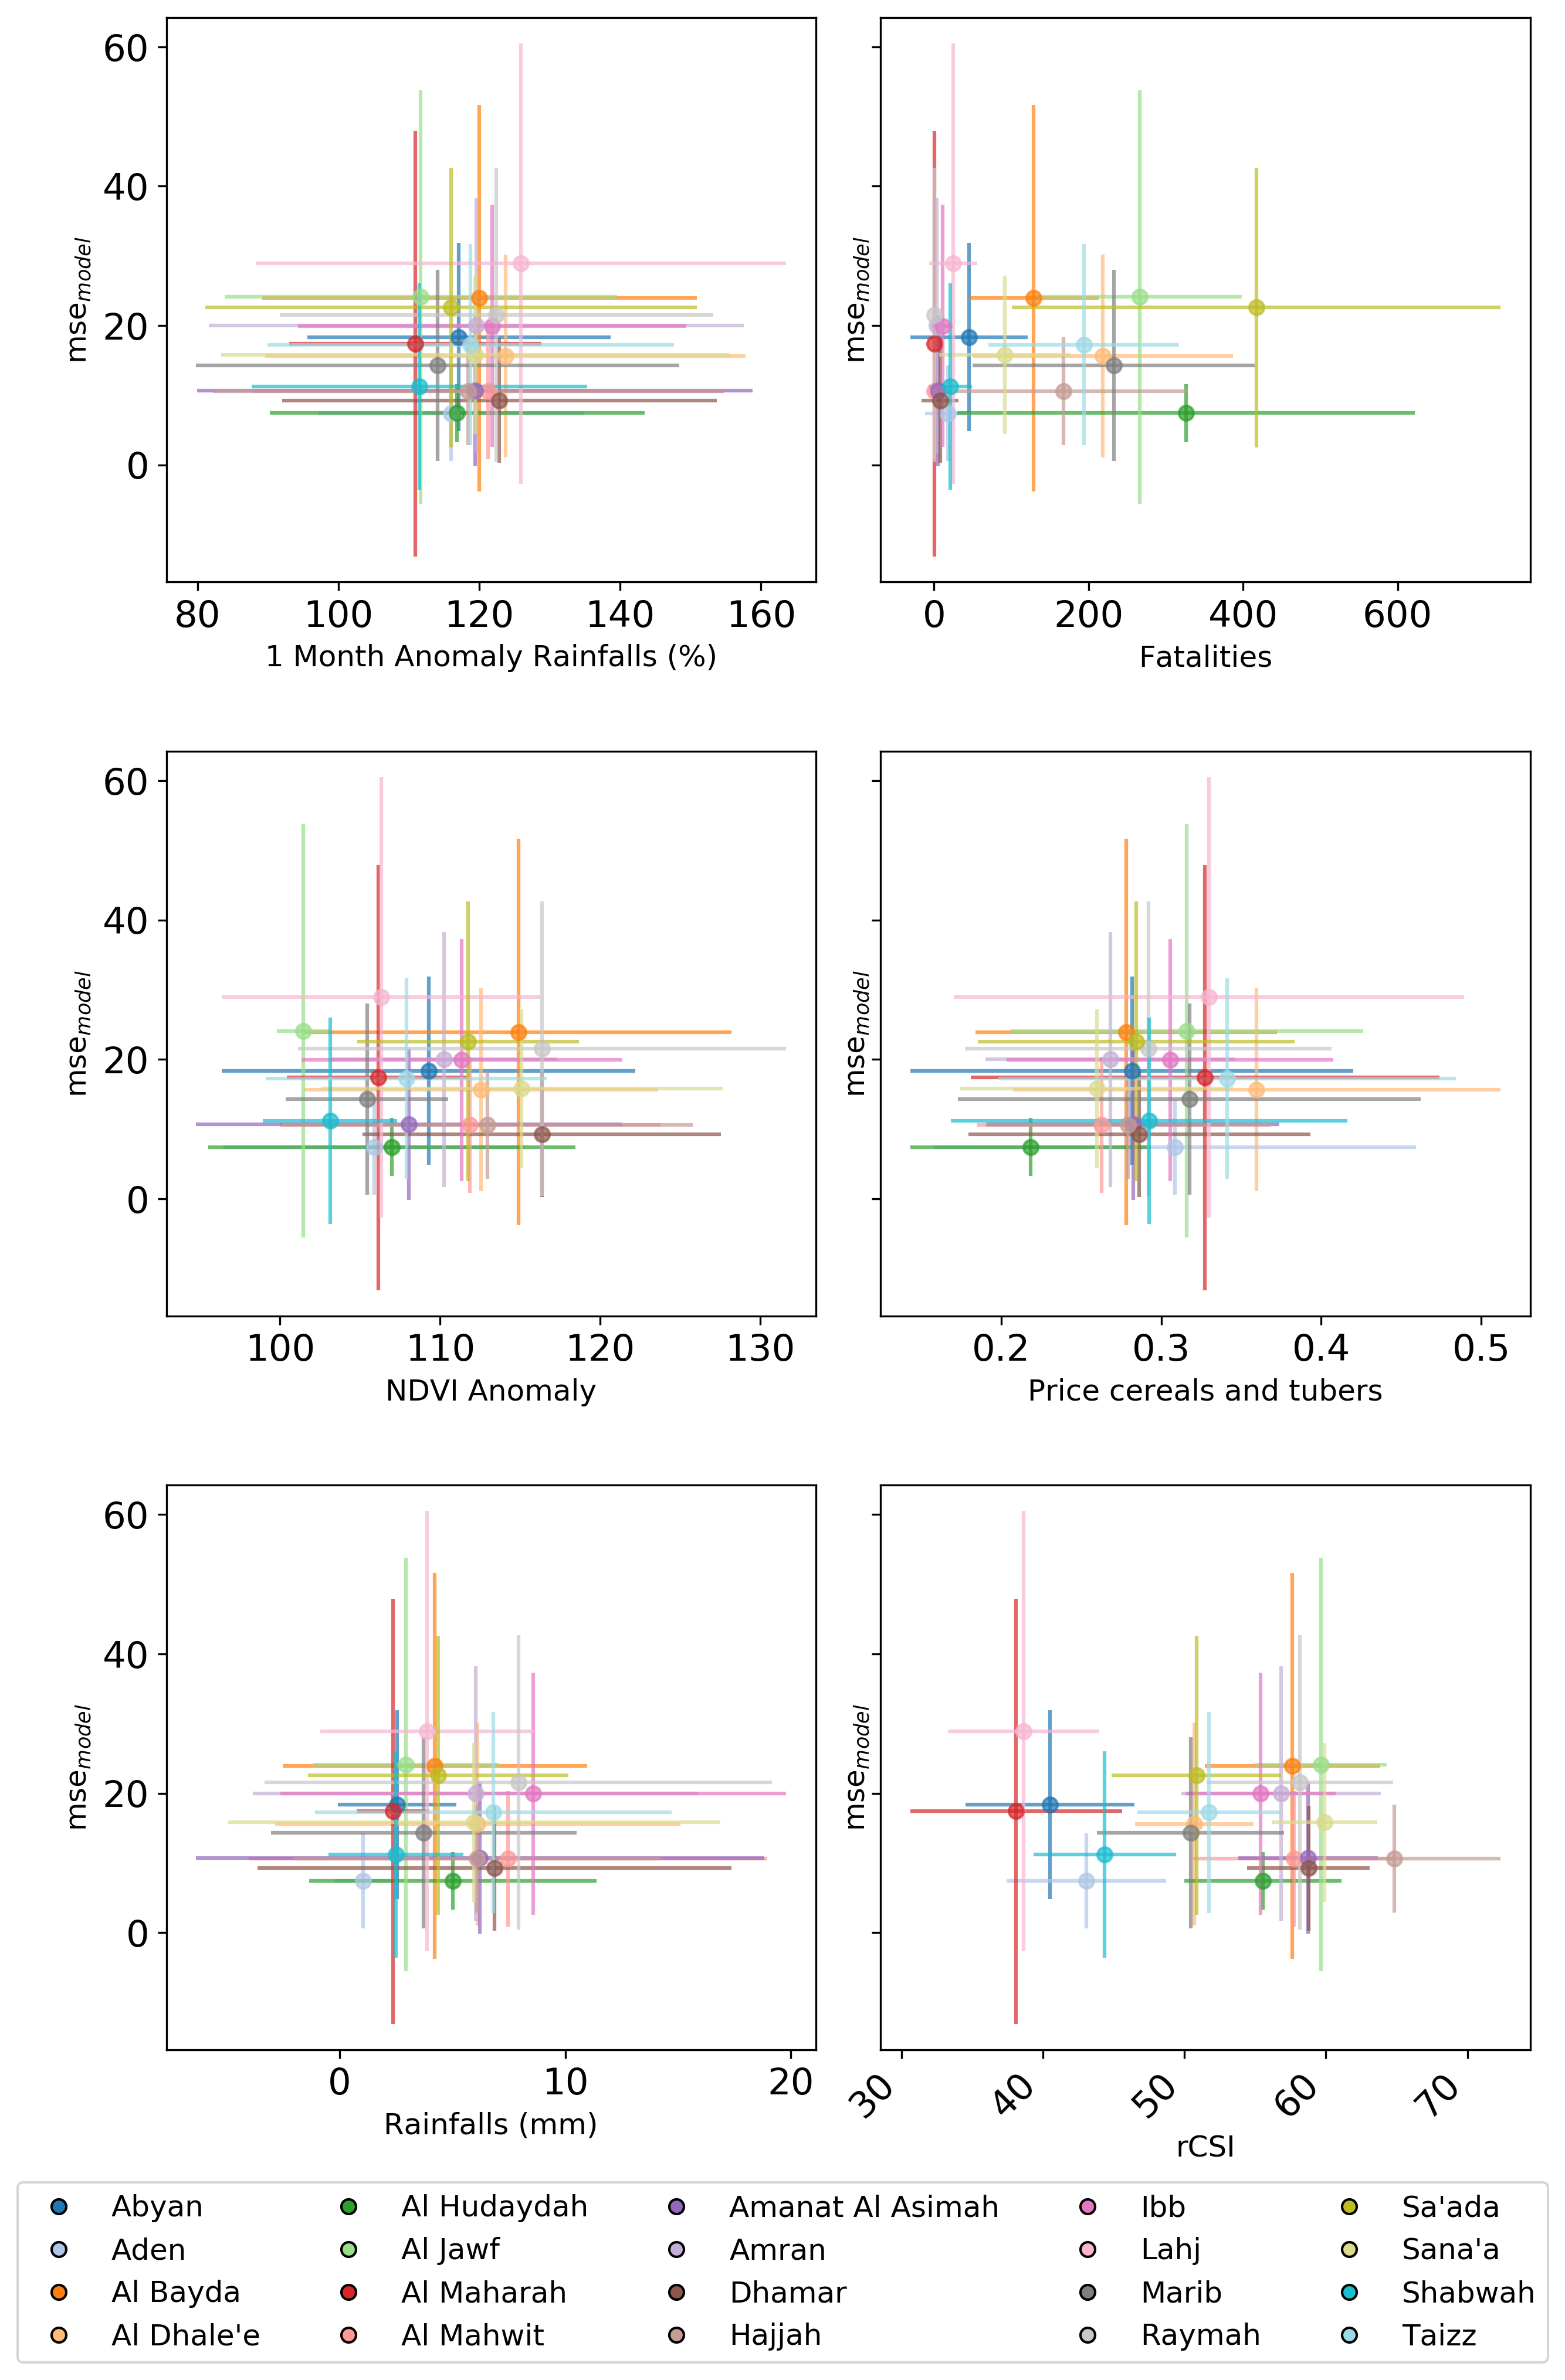 60
40
20
0
mse_model
80 100 120 140 160
1 Month Anomaly Rainfalls (%)
mse_model
0 200 400 600
Fatalities
60
40
20
0
mse_model
100 110 120 130
NDVI Anomaly
mse_model
0.2 0.3 0.4 0.5
Price cereals and tubers
60
40
20
0
mse_model
0 10 20
Rainfalls (mm)
mse_model
30 40 50 60 70
rCSI
Abyan
Aden
Al Bayda
Al Dhale'e
Al Hudaydah
Al Jawf
Al Maharah
Al Mahwit
Amanat Al Asimah
Amran
Dhamar
Hajjah
Ibb
Lahj
Marib
Raymah
Sa'ada
Sana'a
Shabwah
Taizz